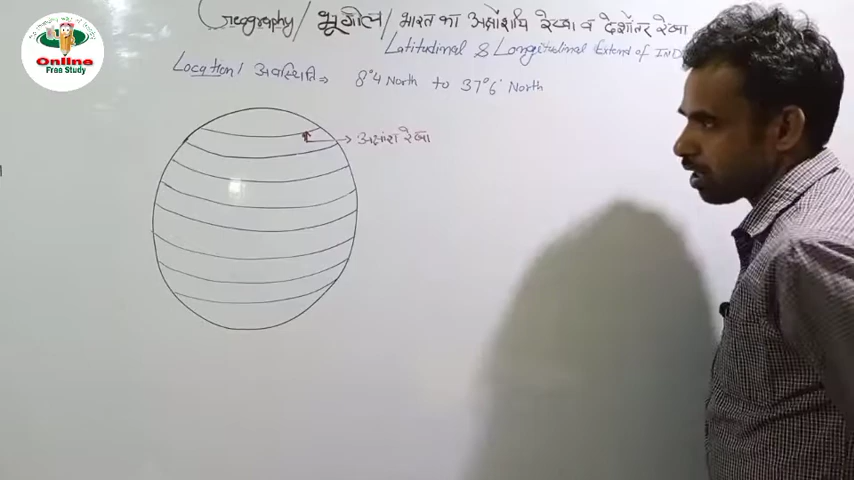 Geography / भूगोल / भारत का अक्षांशीय रेखा व देशांतर रेखा
Latitudinal & Longitudinal Extend of IND
Location / अवस्थिति ⇒ 8°4 North to 37°6' North
अक्षांश रेखा
Online
Free Study